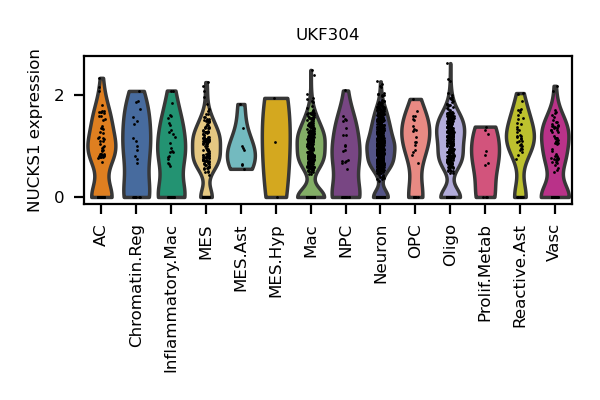 UKF304
NUCKS1 expression
2
0
AC
Chromatin.Reg
Inflammatory.Mac
MES
MES.Ast
MES.Hyp
Mac
NPC
Neuron
OPC
Oligo
Prolif.Metab
Reactive.Ast
Vasc